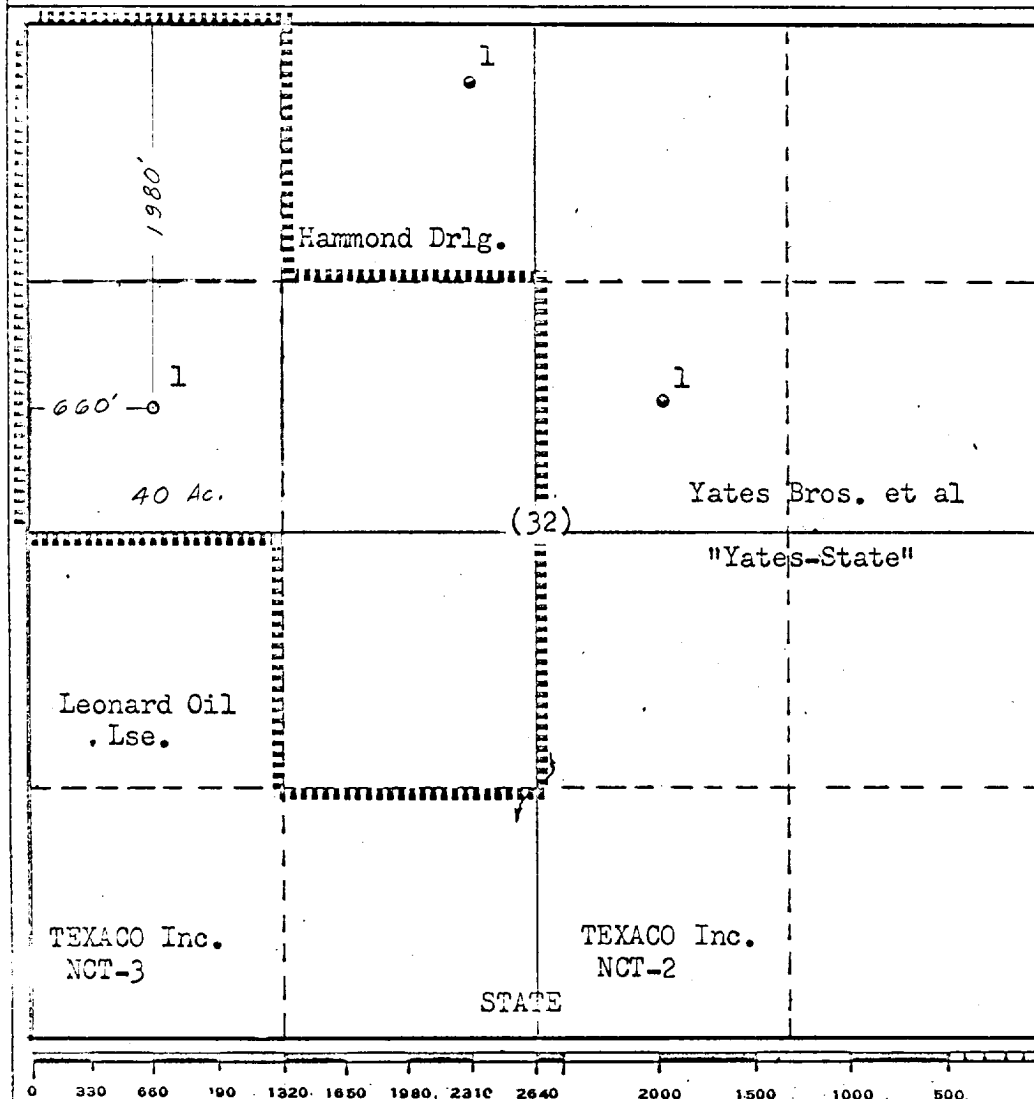 1
1980'
Hammond Drlg.
1
1
660'
40 Ac.
Yates Bros. et al
(32)
"Yates-State"
Leonard Oil
Lse.
TEXACO Inc.
NCT-3
TEXACO Inc.
NCT-2
STATE
0 330 660 990 1320 1650 1980 2310 2640 2000 1500 1000 500